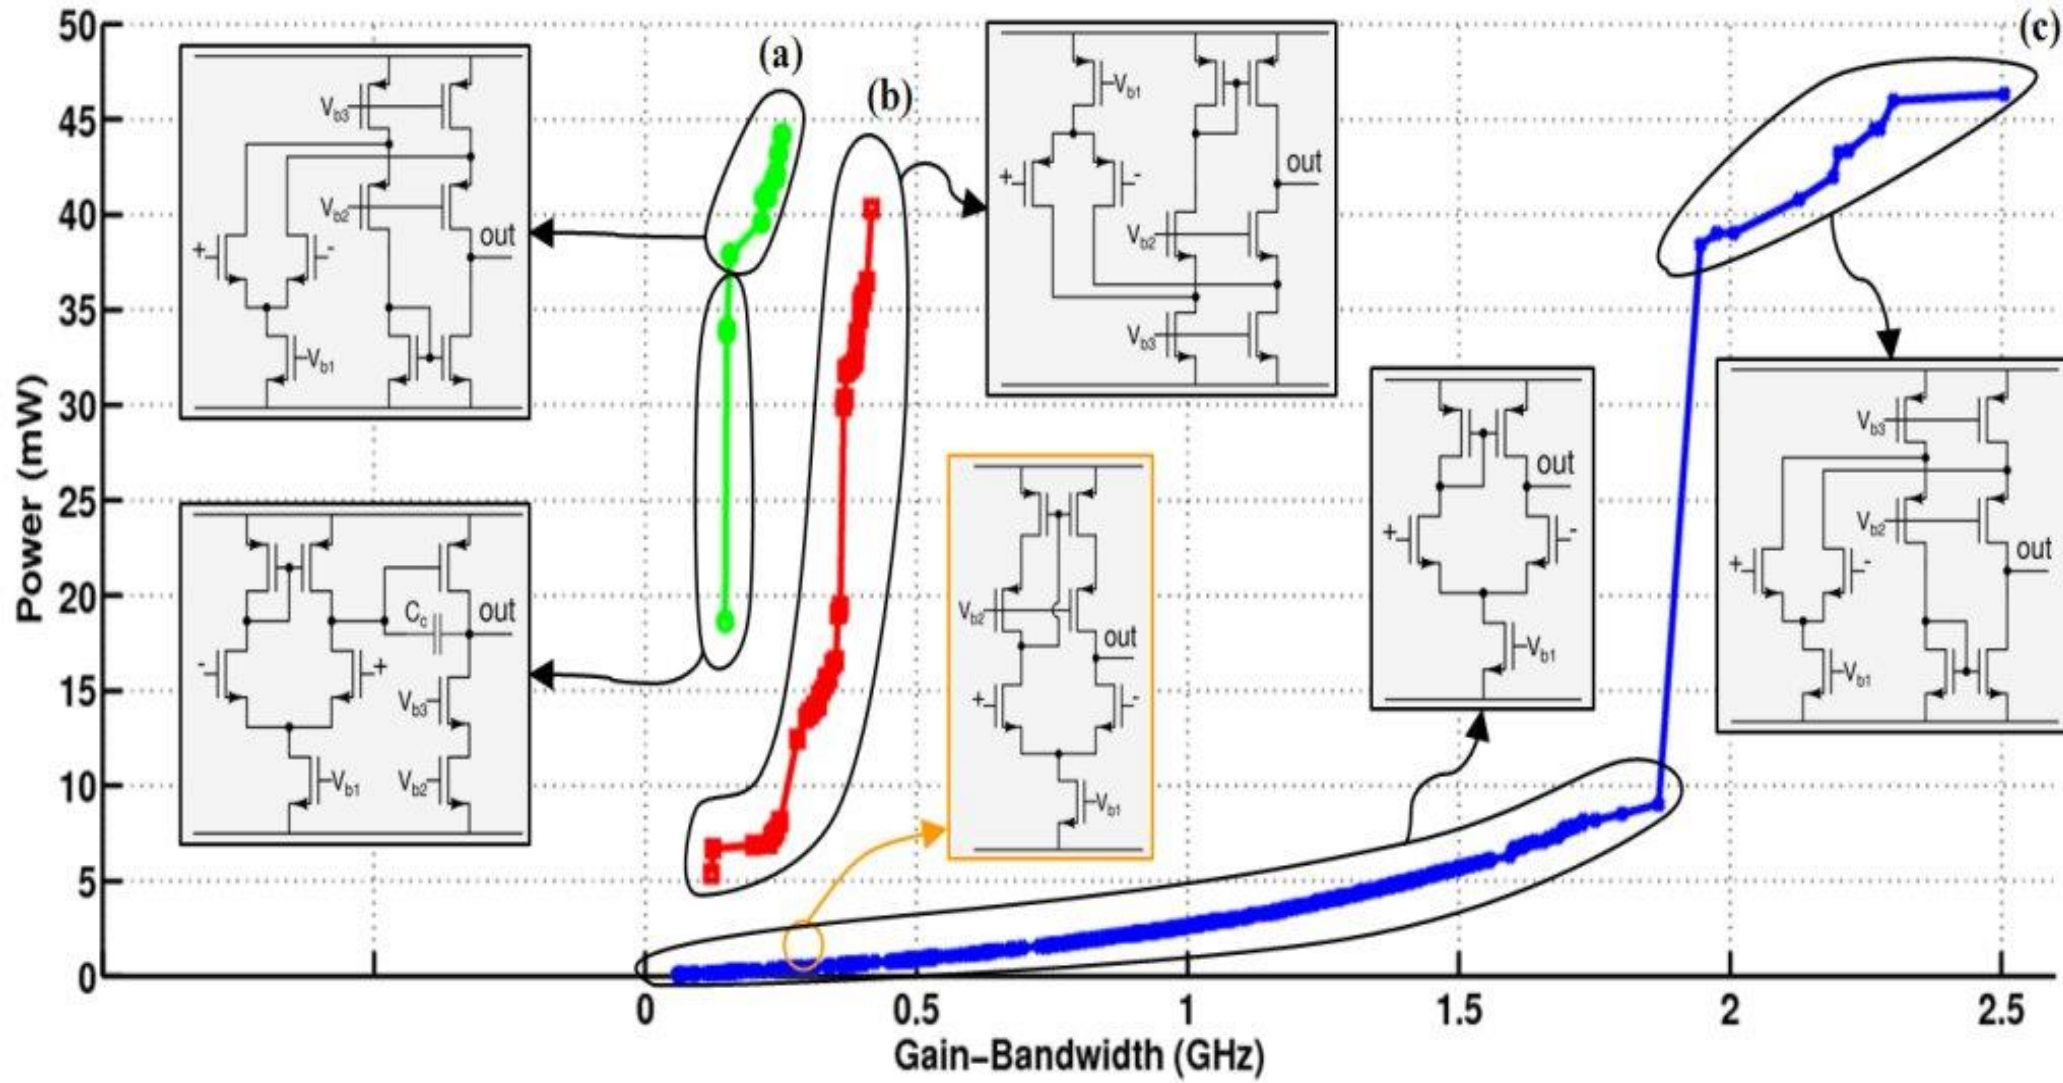 Power (mW)
50
45
40
35
30
25
20
15
10
5
0
(a)
(b)
(c)
Vb3
Vb2
+
-
out
Vb1
Vb1
+
-
out
Vb2
Vb3
-
+
Cc
out
Vb3
Vb1
Vb2
Vb2
out
+
-
Vb1
out
+
-
Vb1
Vb3
Vb2
+
-
out
Vb1
0
0.5
1
1.5
2
2.5
Gain–Bandwidth (GHz)